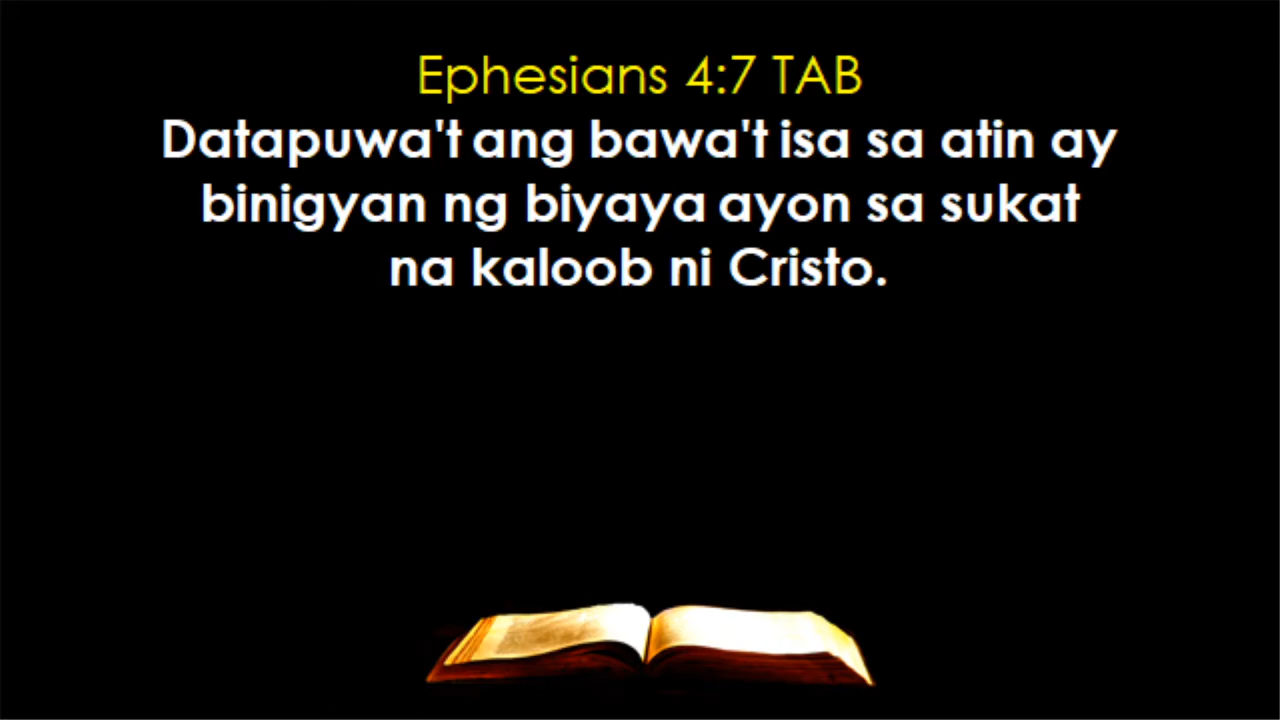 Ephesians 4:7 TAB
Datapuwa't ang bawa't isa sa atin ay
binigyan ng biyaya ayon sa sukat
na kaloob ni Cristo.